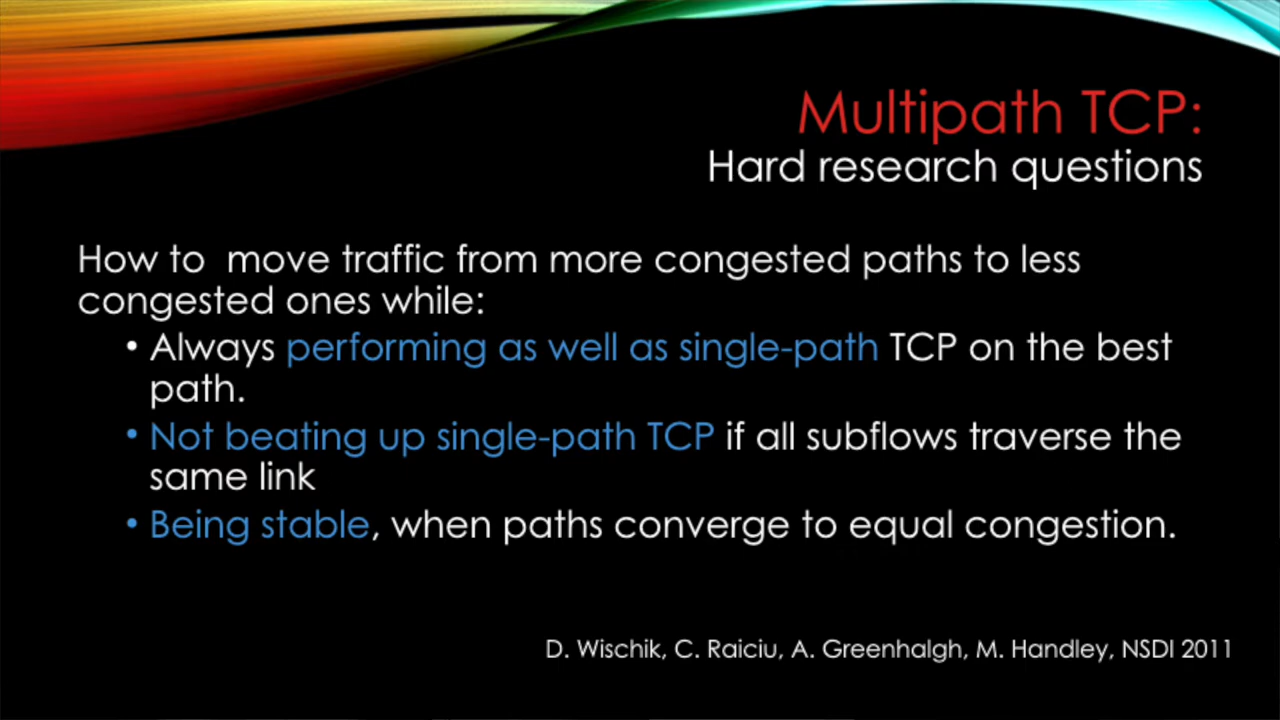 Multipath TCP:
Hard research questions
How to  move traffic from more congested paths to less
congested ones while:
• Always performing as well as single-path TCP on the best
path.
• Not beating up single-path TCP if all subflows traverse the
same link
• Being stable, when paths converge to equal congestion.
D. Wischik, C. Raiciu, A. Greenhalgh, M. Handley, NSDI 2011